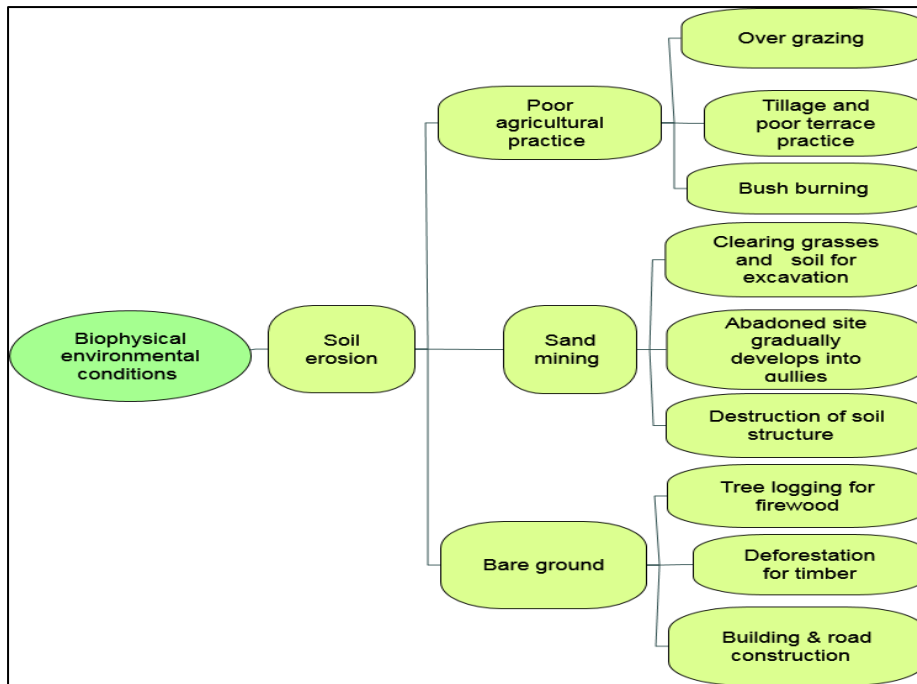 Biophysical
environmental
conditions
Soil
erosion
Poor
agricultural
practice
Over grazing
Tillage and
poor terrace
practice
Bush burning
Sand
mining
Clearing grasses
and soil for
excavation
Abadoned site
gradually
develops into
gullies
Destruction of soil
structure
Bare ground
Tree logging for
firewood
Deforestation
for timber
Building & road
construction